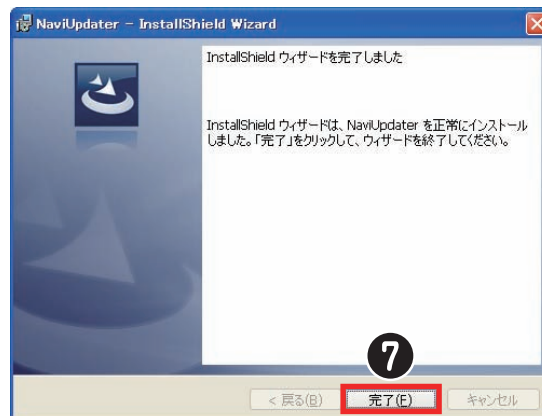 NaviUpdater - InstallShield Wizard
InstallShield ウィザードを完了しました
InstallShield ウィザードは、NaviUpdater を正常にインストール
しました。「完了」をクリックして、ウィザードを終了してください。
7
< 戻る(B)
完了(F)
キャンセル